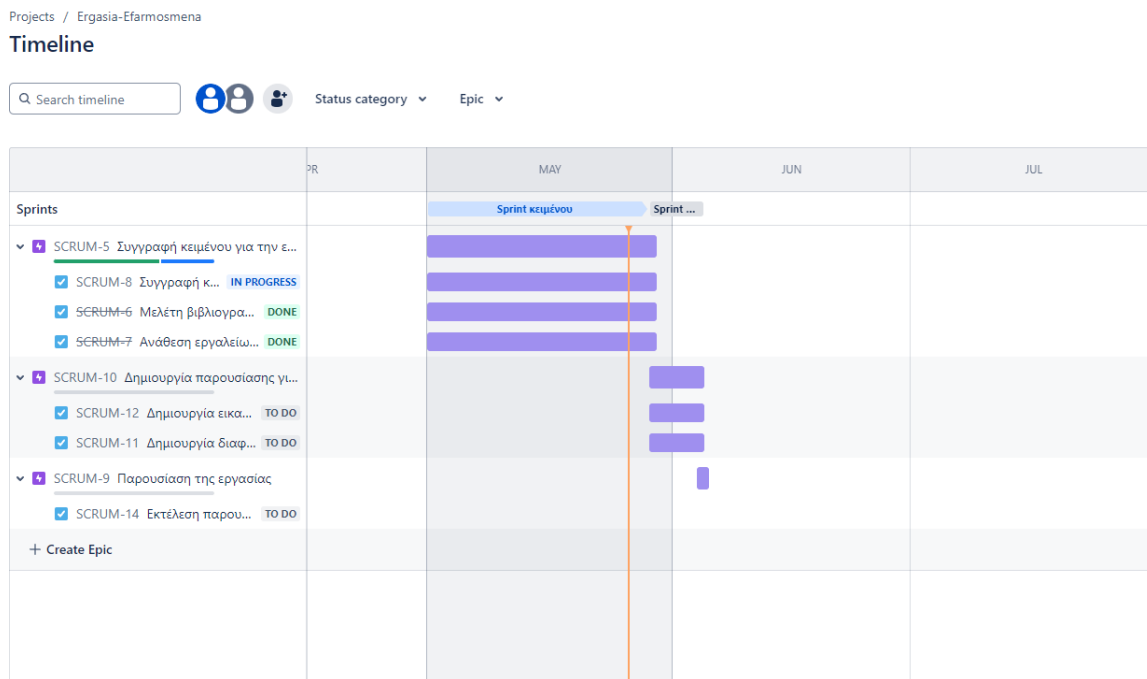 Projects / Ergasia-Efarmosmena
Timeline
Search timeline Status category Epic
PR MAY JUN JUL
Sprints Sprint κειμένου Sprint ...
SCRUM-5 Συγγραφή κειμένου για την ε...
SCRUM-8 Συγγραφή κ... IN PROGRESS
SCRUM-6 Μελέτη βιβλιογρα... DONE
SCRUM-7 Ανάθεση εργαλείω... DONE
SCRUM-10 Δημιουργία παρουσίασης γι...
SCRUM-12 Δημιουργία εικα... TO DO
SCRUM-11 Δημιουργία διαφ... TO DO
SCRUM-9 Παρουσίαση της εργασίας
SCRUM-14 Εκτέλεση παρου... TO DO
+ Create Epic